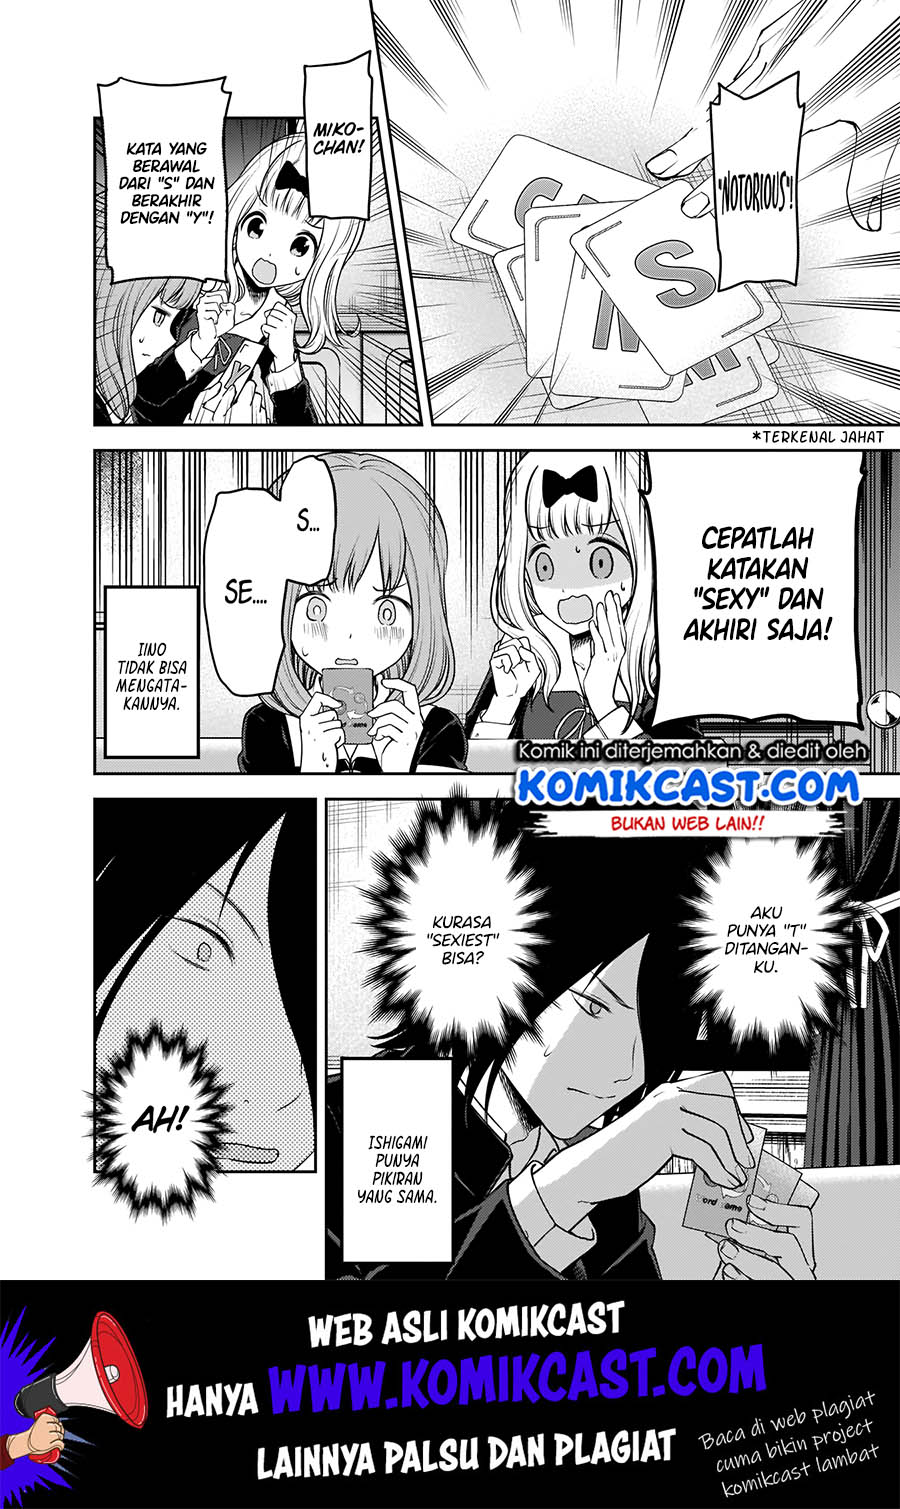 "NOTORIOUS"!
S
N
*TERKENAL JAHAT
MIKO-
CHAN!
KATA YANG
BERAWAL
DARI "S" DAN
BERAKHIR
DENGAN "Y"!
CEPATLAH
KATAKAN
"SEXY" DAN
AKHIRI SAJA!
S...
SE....
IINO
TIDAK BISA
MENGATA-
KANNYA.
Komik ini diterjemahkan & diedit oleh
KOMIKCAST.COM
BUKAN WEB LAIN!!
AKU
PUNYA "T"
DITANGAN-
KU.
KURASA
"SEXIEST"
BISA?
ISHIGAMI
PUNYA
PIKIRAN
YANG SAMA.
AH!
WEB ASLI KOMIKCAST
HANYA WWW.KOMIKCAST.COM
LAINNYA PALSU DAN PLAGIAT
Baca di web plagiat
cuma bikin project
komikcast lambat